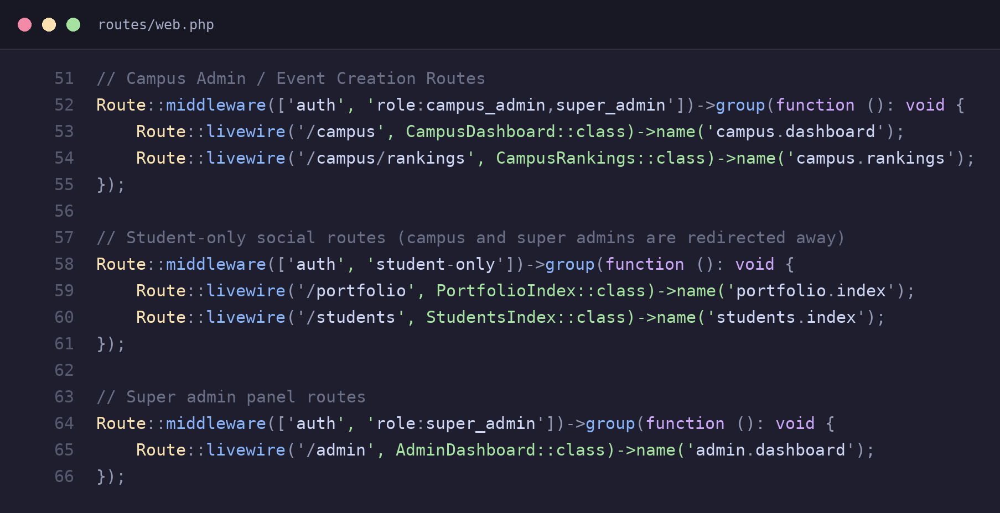 routes/web.php
51 // Campus Admin / Event Creation Routes
52 Route::middleware(['auth', 'role:campus_admin,super_admin'])->group(function (): void {
53     Route::livewire('/campus', CampusDashboard::class)->name('campus.dashboard');
54     Route::livewire('/campus/rankings', CampusRankings::class)->name('campus.rankings');
55 });
56
57 // Student-only social routes (campus and super admins are redirected away)
58 Route::middleware(['auth', 'student-only'])->group(function (): void {
59     Route::livewire('/portfolio', PortfolioIndex::class)->name('portfolio.index');
60     Route::livewire('/students', StudentsIndex::class)->name('students.index');
61 });
62
63 // Super admin panel routes
64 Route::middleware(['auth', 'role:super_admin'])->group(function (): void {
65     Route::livewire('/admin', AdminDashboard::class)->name('admin.dashboard');
66 });